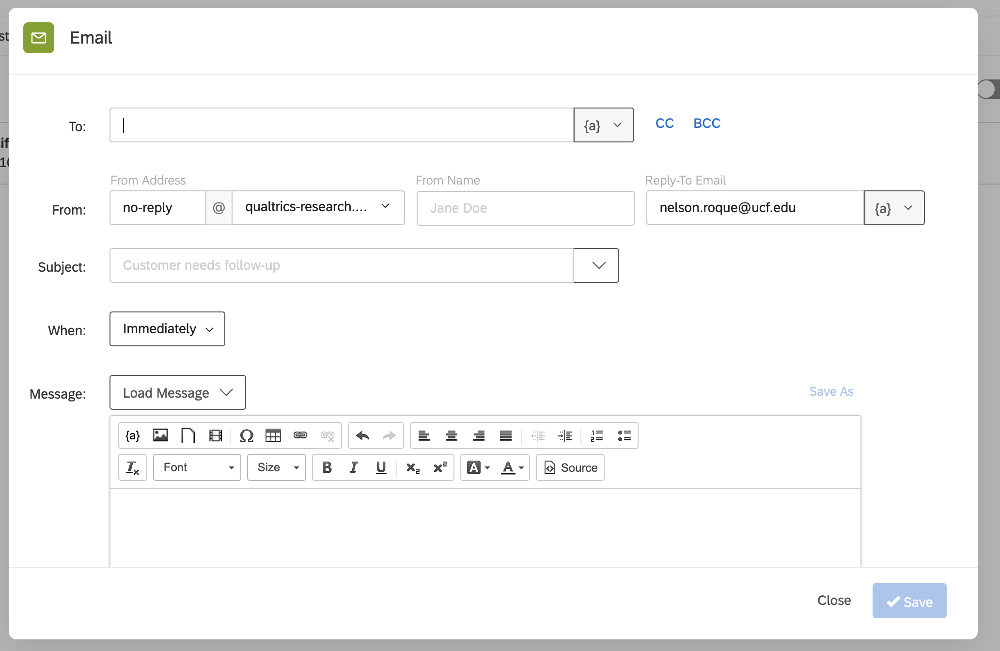 Email
To:
{a}
CC
BCC
From Address
From Name
Reply-To Email
From:
no-reply
@
qualtrics-research....
Jane Doe
nelson.roque@ucf.edu
{a}
Subject:
Customer needs follow-up
When:
Immediately
Message:
Load Message
Save As
{a}
Font
Size
B I U x₂ x²
A
A
Source
Close
Save